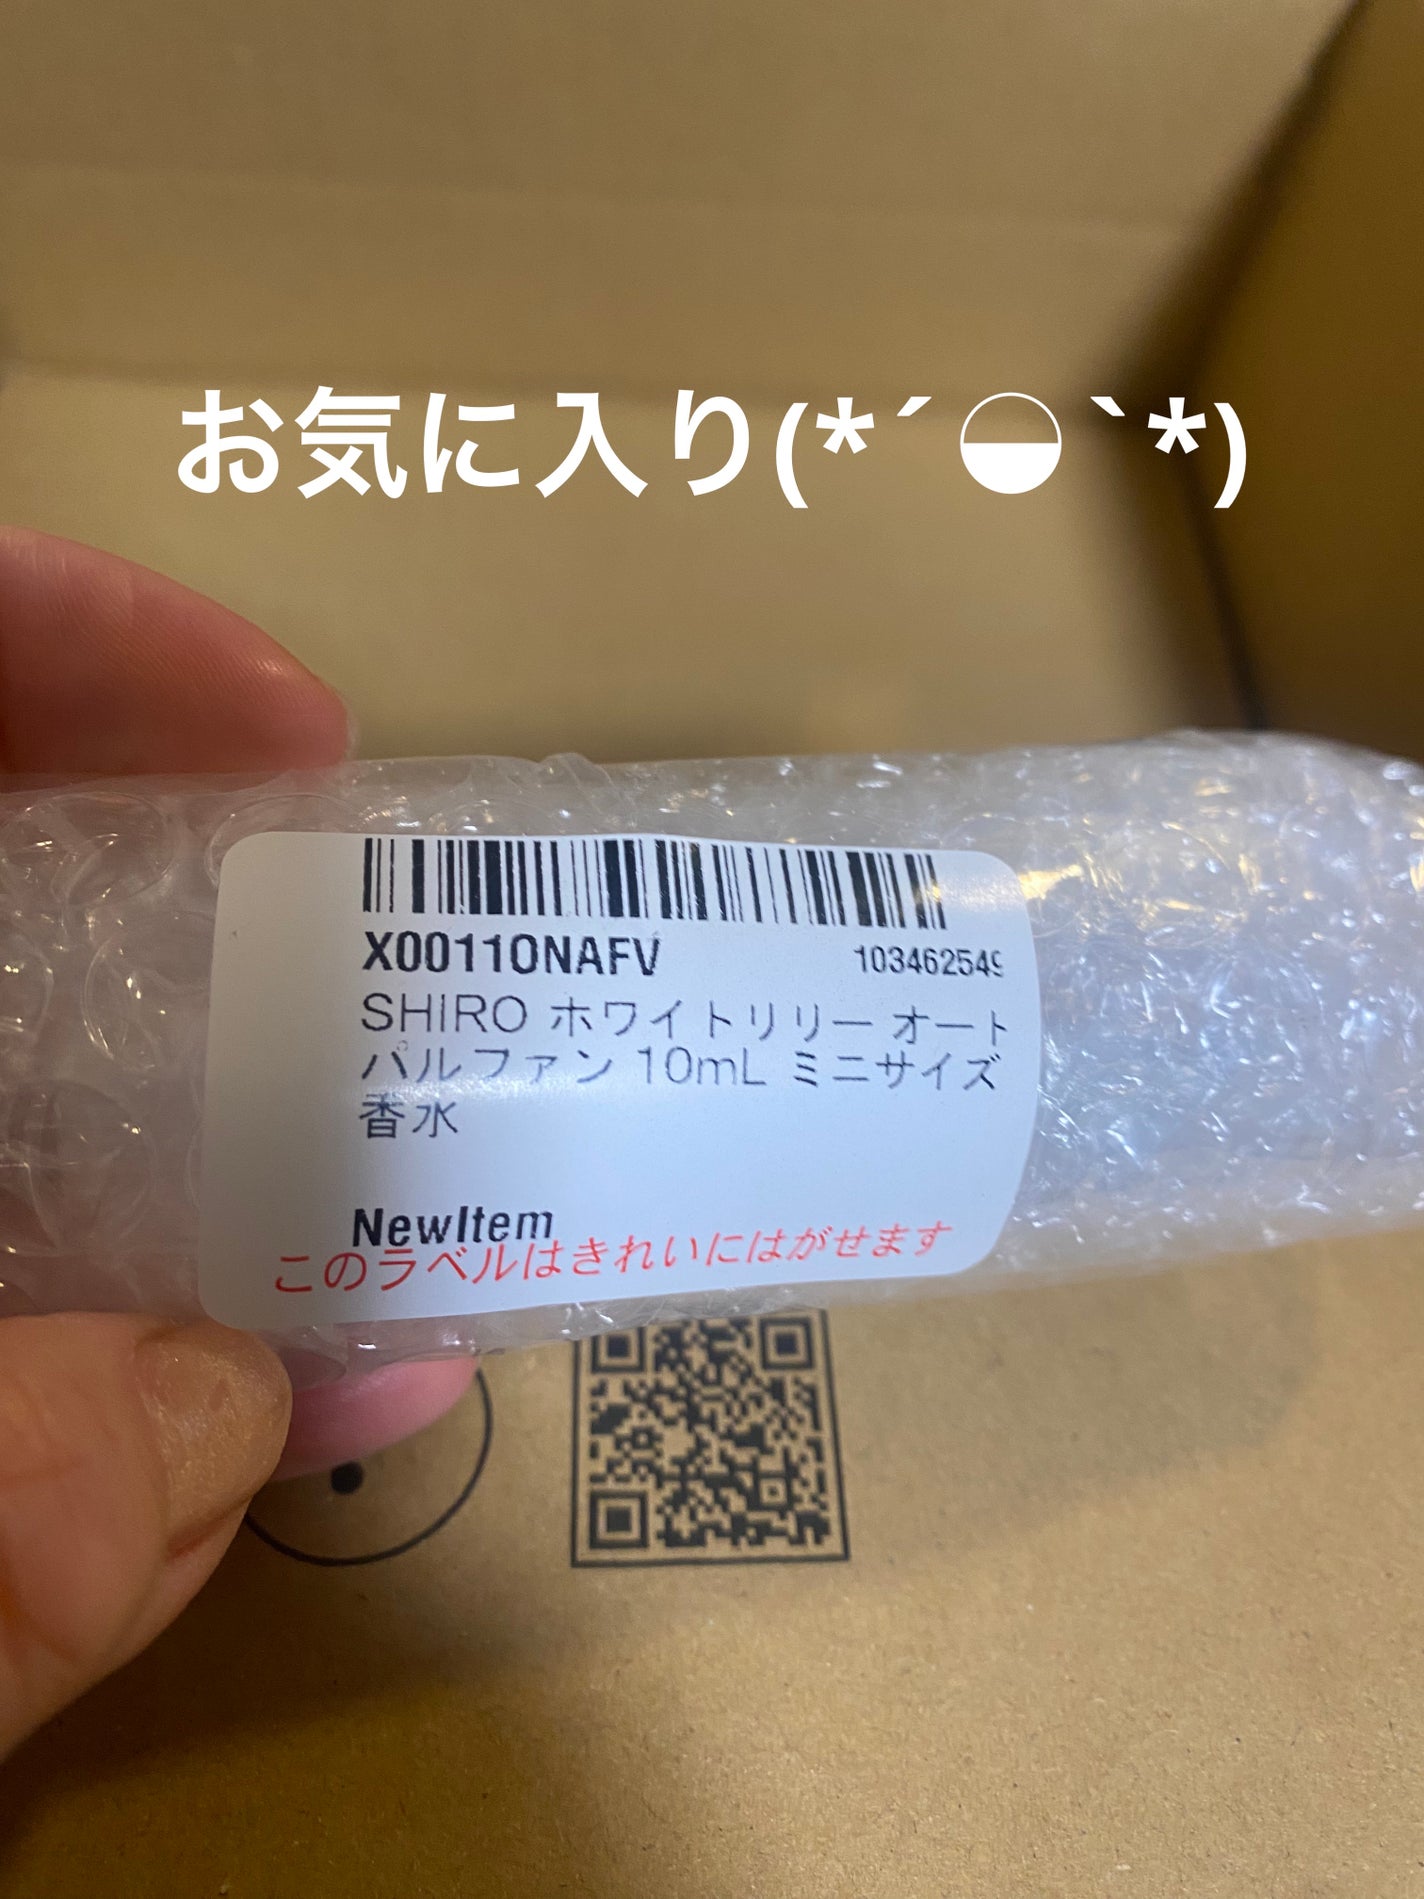 お気に入り(*´◒`*)
X0011ONAFV
103462549
SHIRO ホワイトリリー オート
パルファン 10mL ミニサイズ
香水
NewItem
このラベルはきれいにはがせます